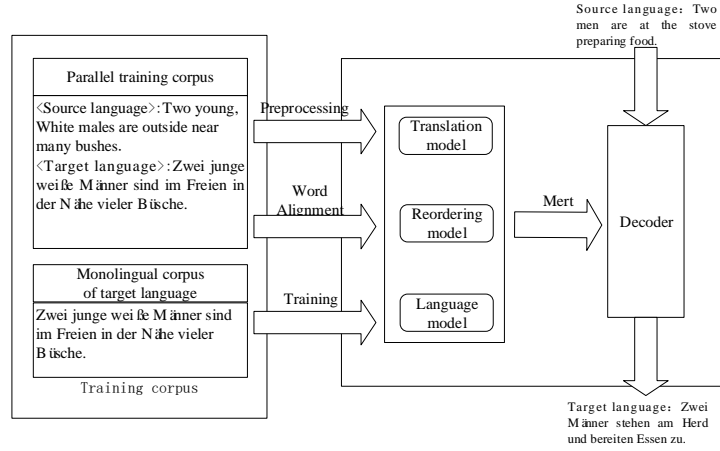 Source language: Two
men are at the stove
preparing food.
Parallel training corpus
<Source language>:Two young,
White males are outside near
many bushes.
<Target language>:Zwei junge
weiße Männer sind im Freien in
der Nähe vieler Büsche.
Monolingual corpus
of target language
Zwei junge weiße Männer sind
im Freien in der Nähe vieler
Büsche.
Training corpus
Preprocessing
Word
Alignment
Training
Translation
model
Reordering
model
Language
model
Mert
Decoder
Target language: Zwei
Männer stehen am Herd
und bereiten Essen zu.